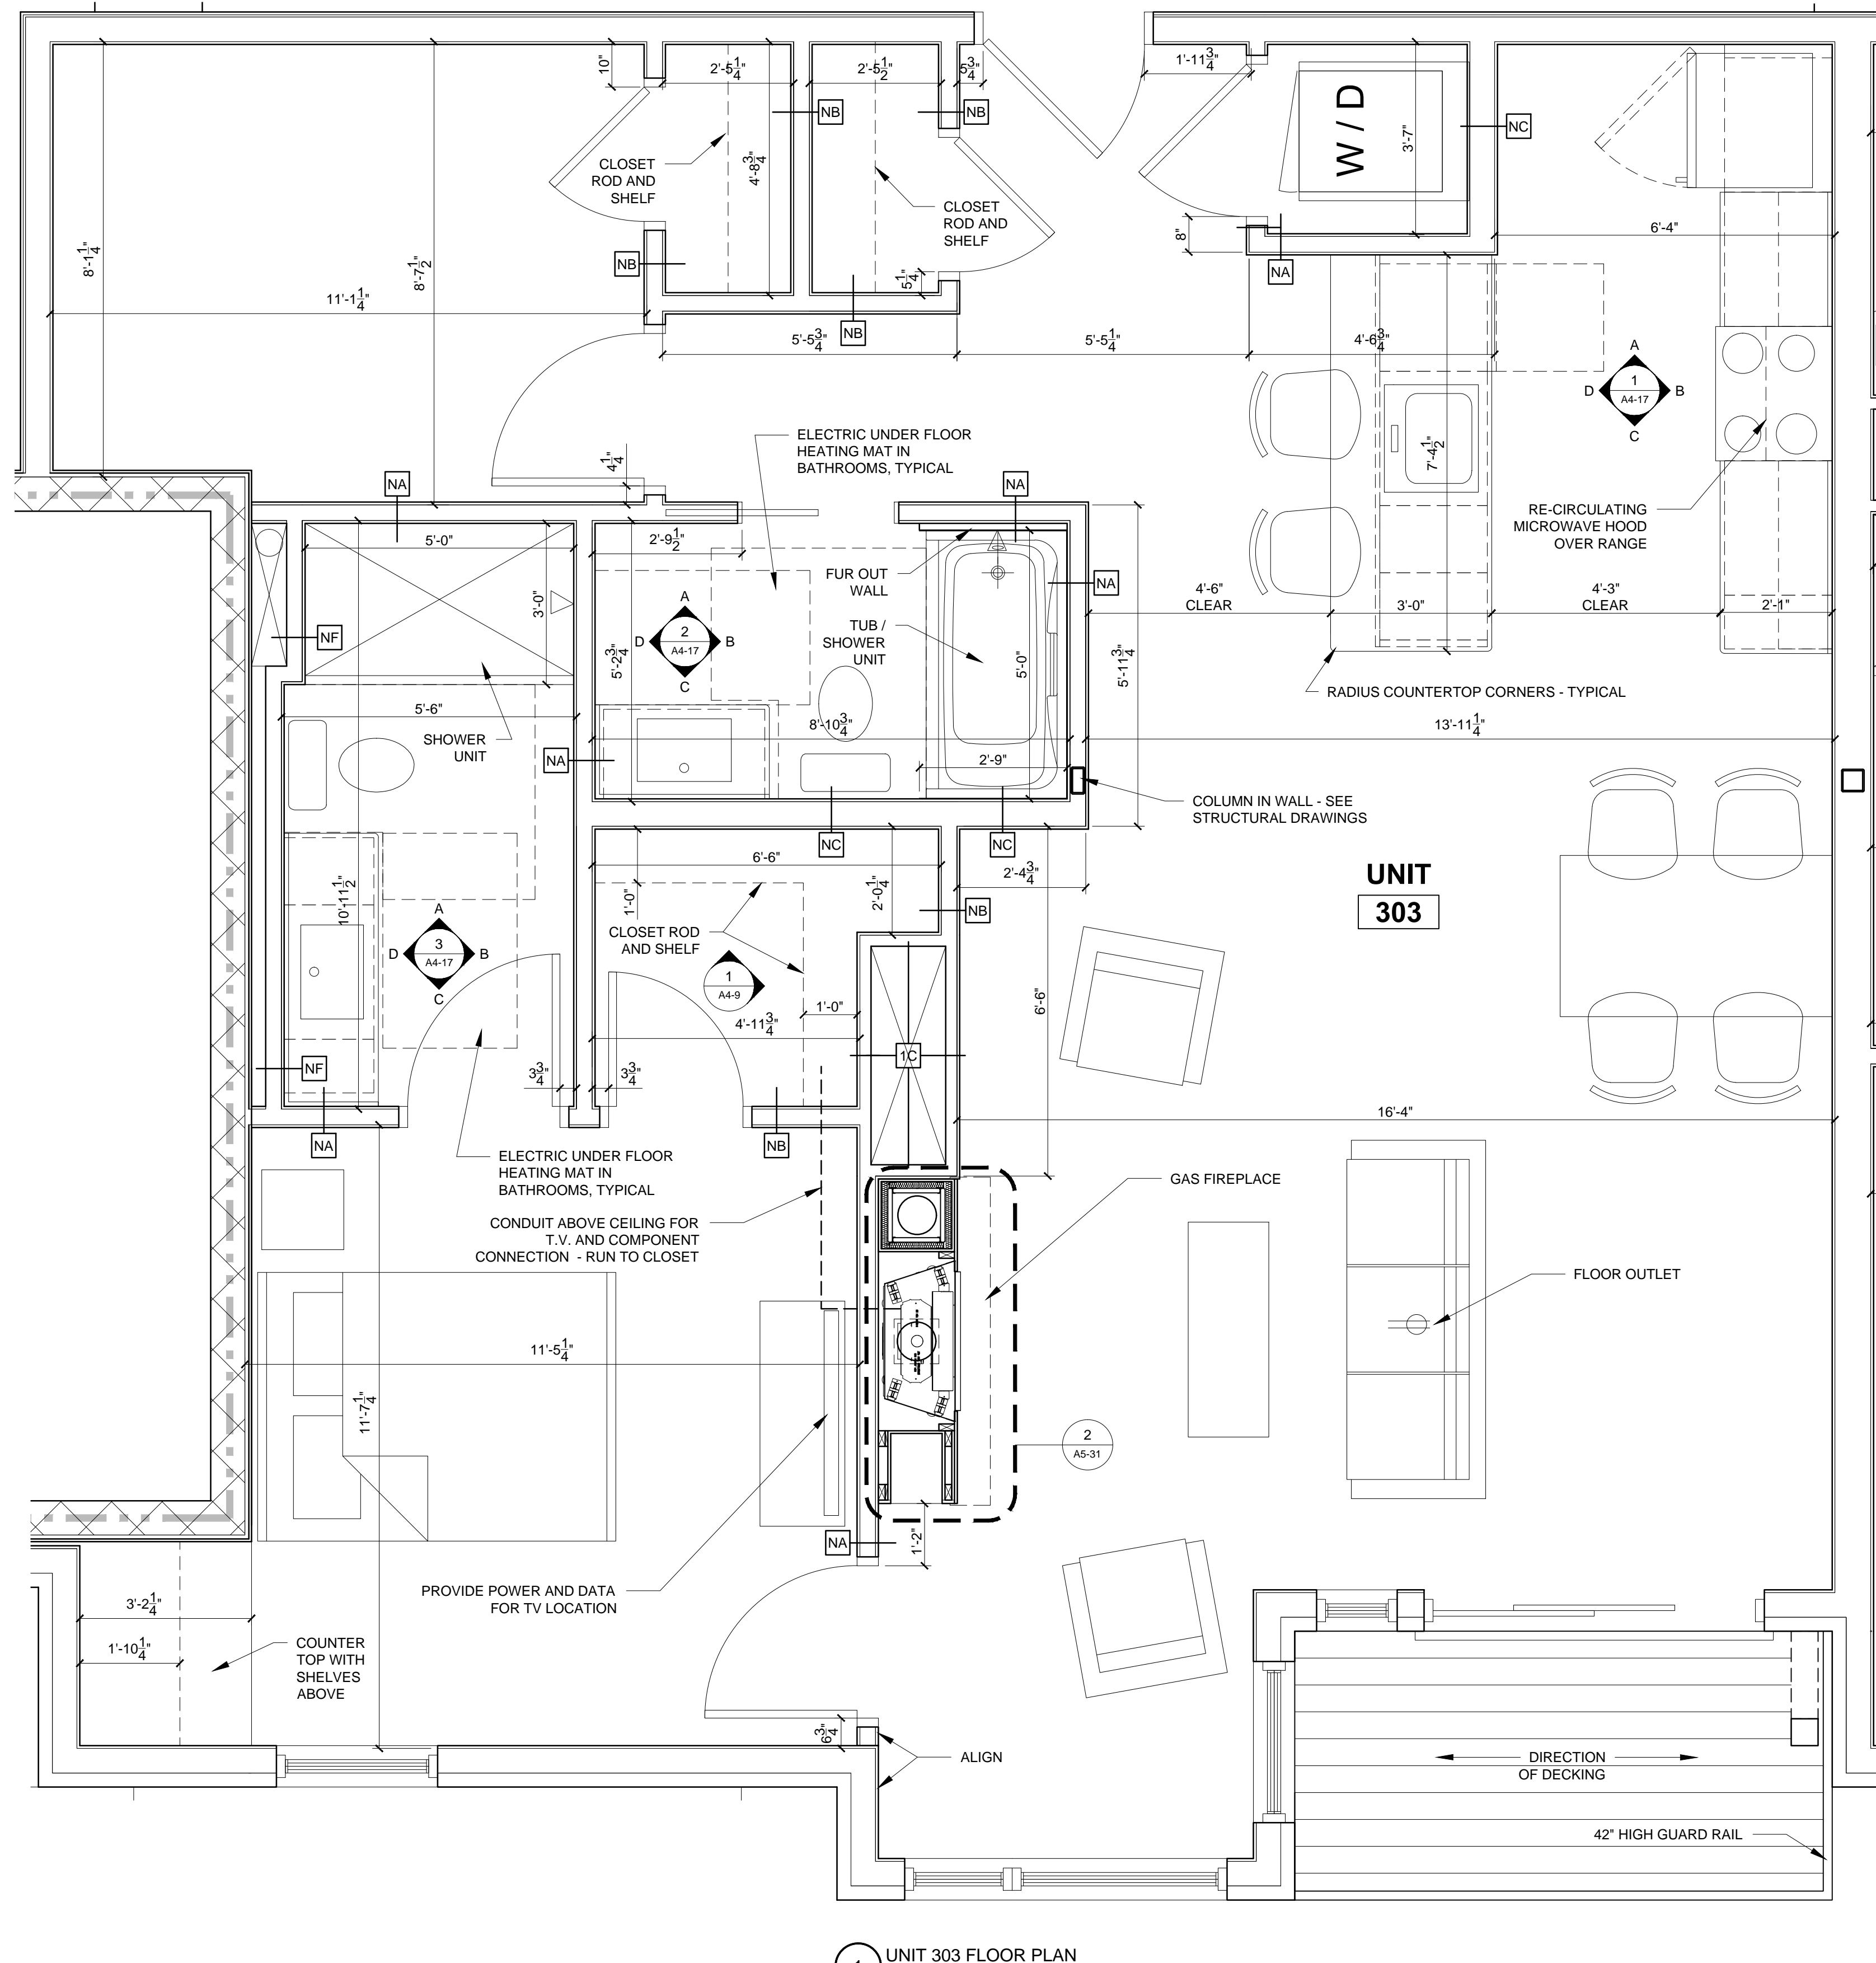 10"
2'-5 1/4"
2'-5 1/2"
5 3/4"
1'-11 3/4"
W / D
3'-7"
NB
NB
NC
CLOSET
ROD AND
SHELF
4'-8 3/4"
CLOSET
ROD AND
SHELF
8'-1 1/4"
8'-7 1/2"
8"
6'-4"
NB
5 1/4"
NA
11'-1 1/4"
NB
5'-5 3/4"
5'-5 1/4"
4'-6 3/4"
A
D
1
A4-17
B
C
ELECTRIC UNDER FLOOR
HEATING MAT IN
BATHROOMS, TYPICAL
4 1/4"
7'-4 1/2"
NA
NA
RE-CIRCULATING
MICROWAVE HOOD
OVER RANGE
5'-0"
2'-9 1/2"
FUR OUT
WALL
NA
3'-0"
4'-6"
CLEAR
3'-0"
4'-3"
CLEAR
2'-1"
NF
A
D
2
A4-17
B
C
5'-2 3/4"
TUB /
SHOWER
UNIT
5'-0"
5'-11 3/4"
RADIUS COUNTERTOP CORNERS - TYPICAL
5'-6"
SHOWER
UNIT
8'-10 3/4"
13'-11 1/4"
NA
2'-9"
COLUMN IN WALL - SEE
STRUCTURAL DRAWINGS
NC
NC
6'-6"
2'-4 3/4"
UNIT
303
10'-11 1/2"
1'-0"
2'-0 1/4"
NB
CLOSET ROD
AND SHELF
A
D
3
A4-17
B
C
1
A4-9
1'-0"
6'-6"
4'-11 3/4"
1C
NF
3 3/4"
3 3/4"
16'-4"
NA
NB
ELECTRIC UNDER FLOOR
HEATING MAT IN
BATHROOMS, TYPICAL
GAS FIREPLACE
CONDUIT ABOVE CEILING FOR
T.V. AND COMPONENT
CONNECTION - RUN TO CLOSET
FLOOR OUTLET
11'-5 1/4"
11'-7 1/4"
2
A5-31
NA
1'-2"
PROVIDE POWER AND DATA
FOR TV LOCATION
3'-2 1/4"
1'-10 1/4"
COUNTER
TOP WITH
SHELVES
ABOVE
6 3/4"
ALIGN
DIRECTION
OF DECKING
42" HIGH GUARD RAIL
UNIT 303 FLOOR PLAN